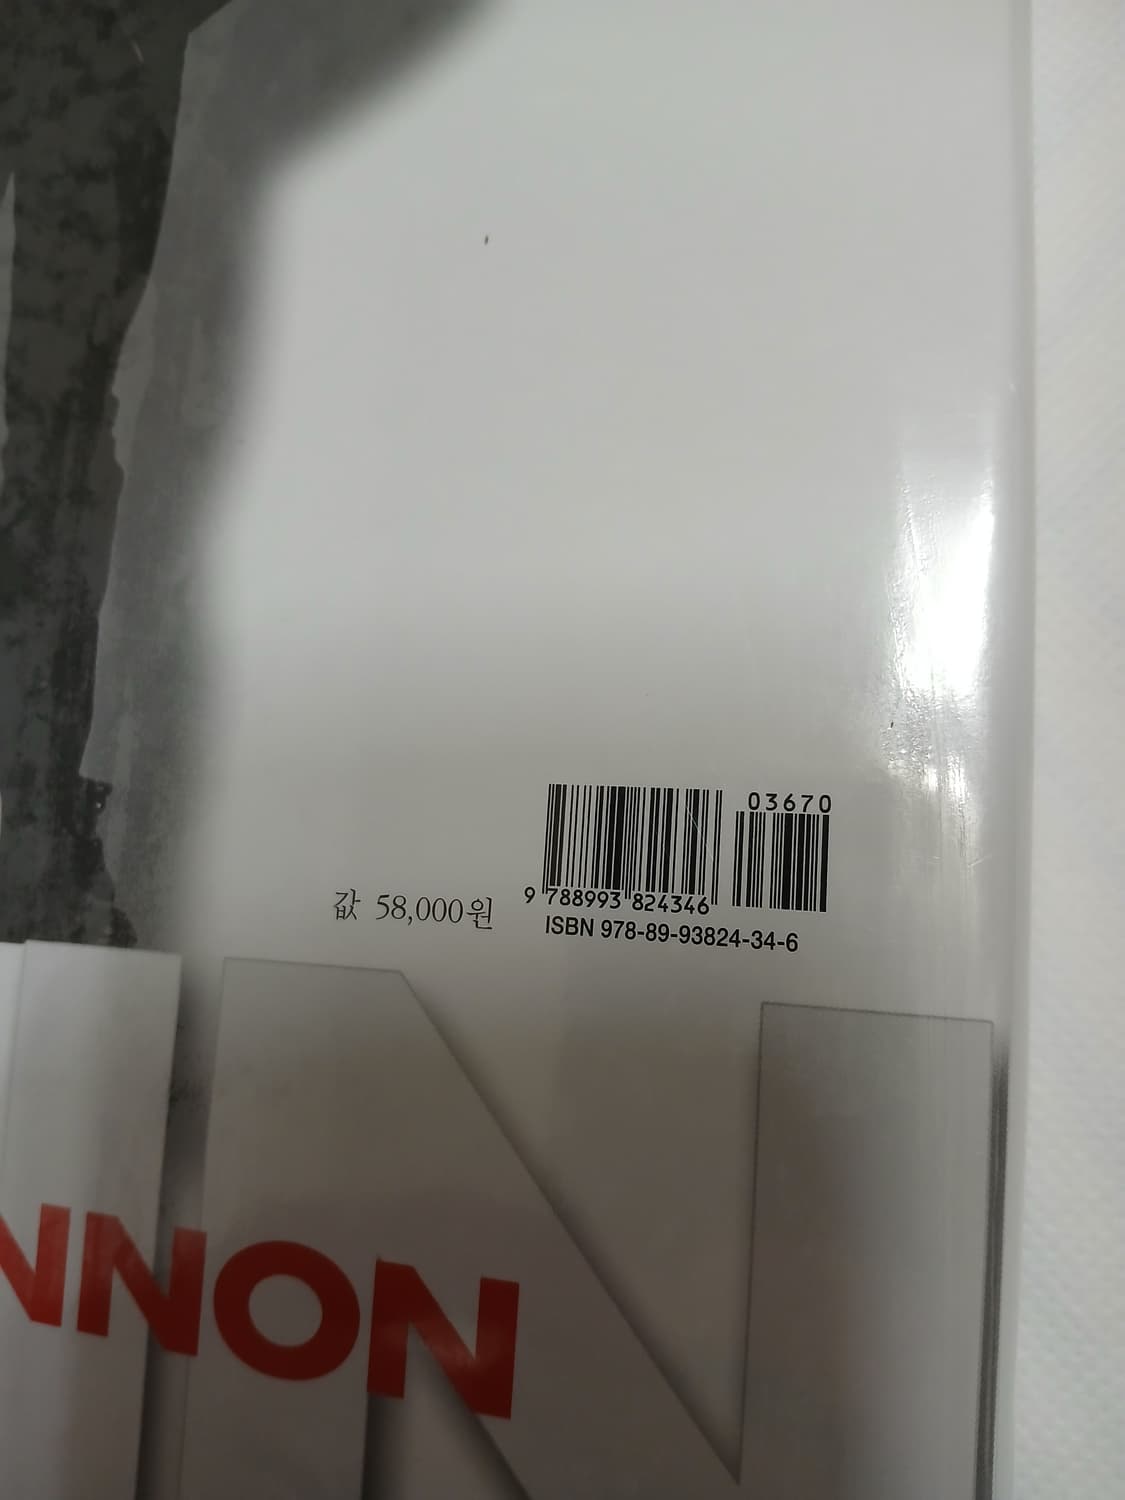 03670
9 788993 824346
값 58,000원
ISBN 978-89-93824-34-6
NNON
N